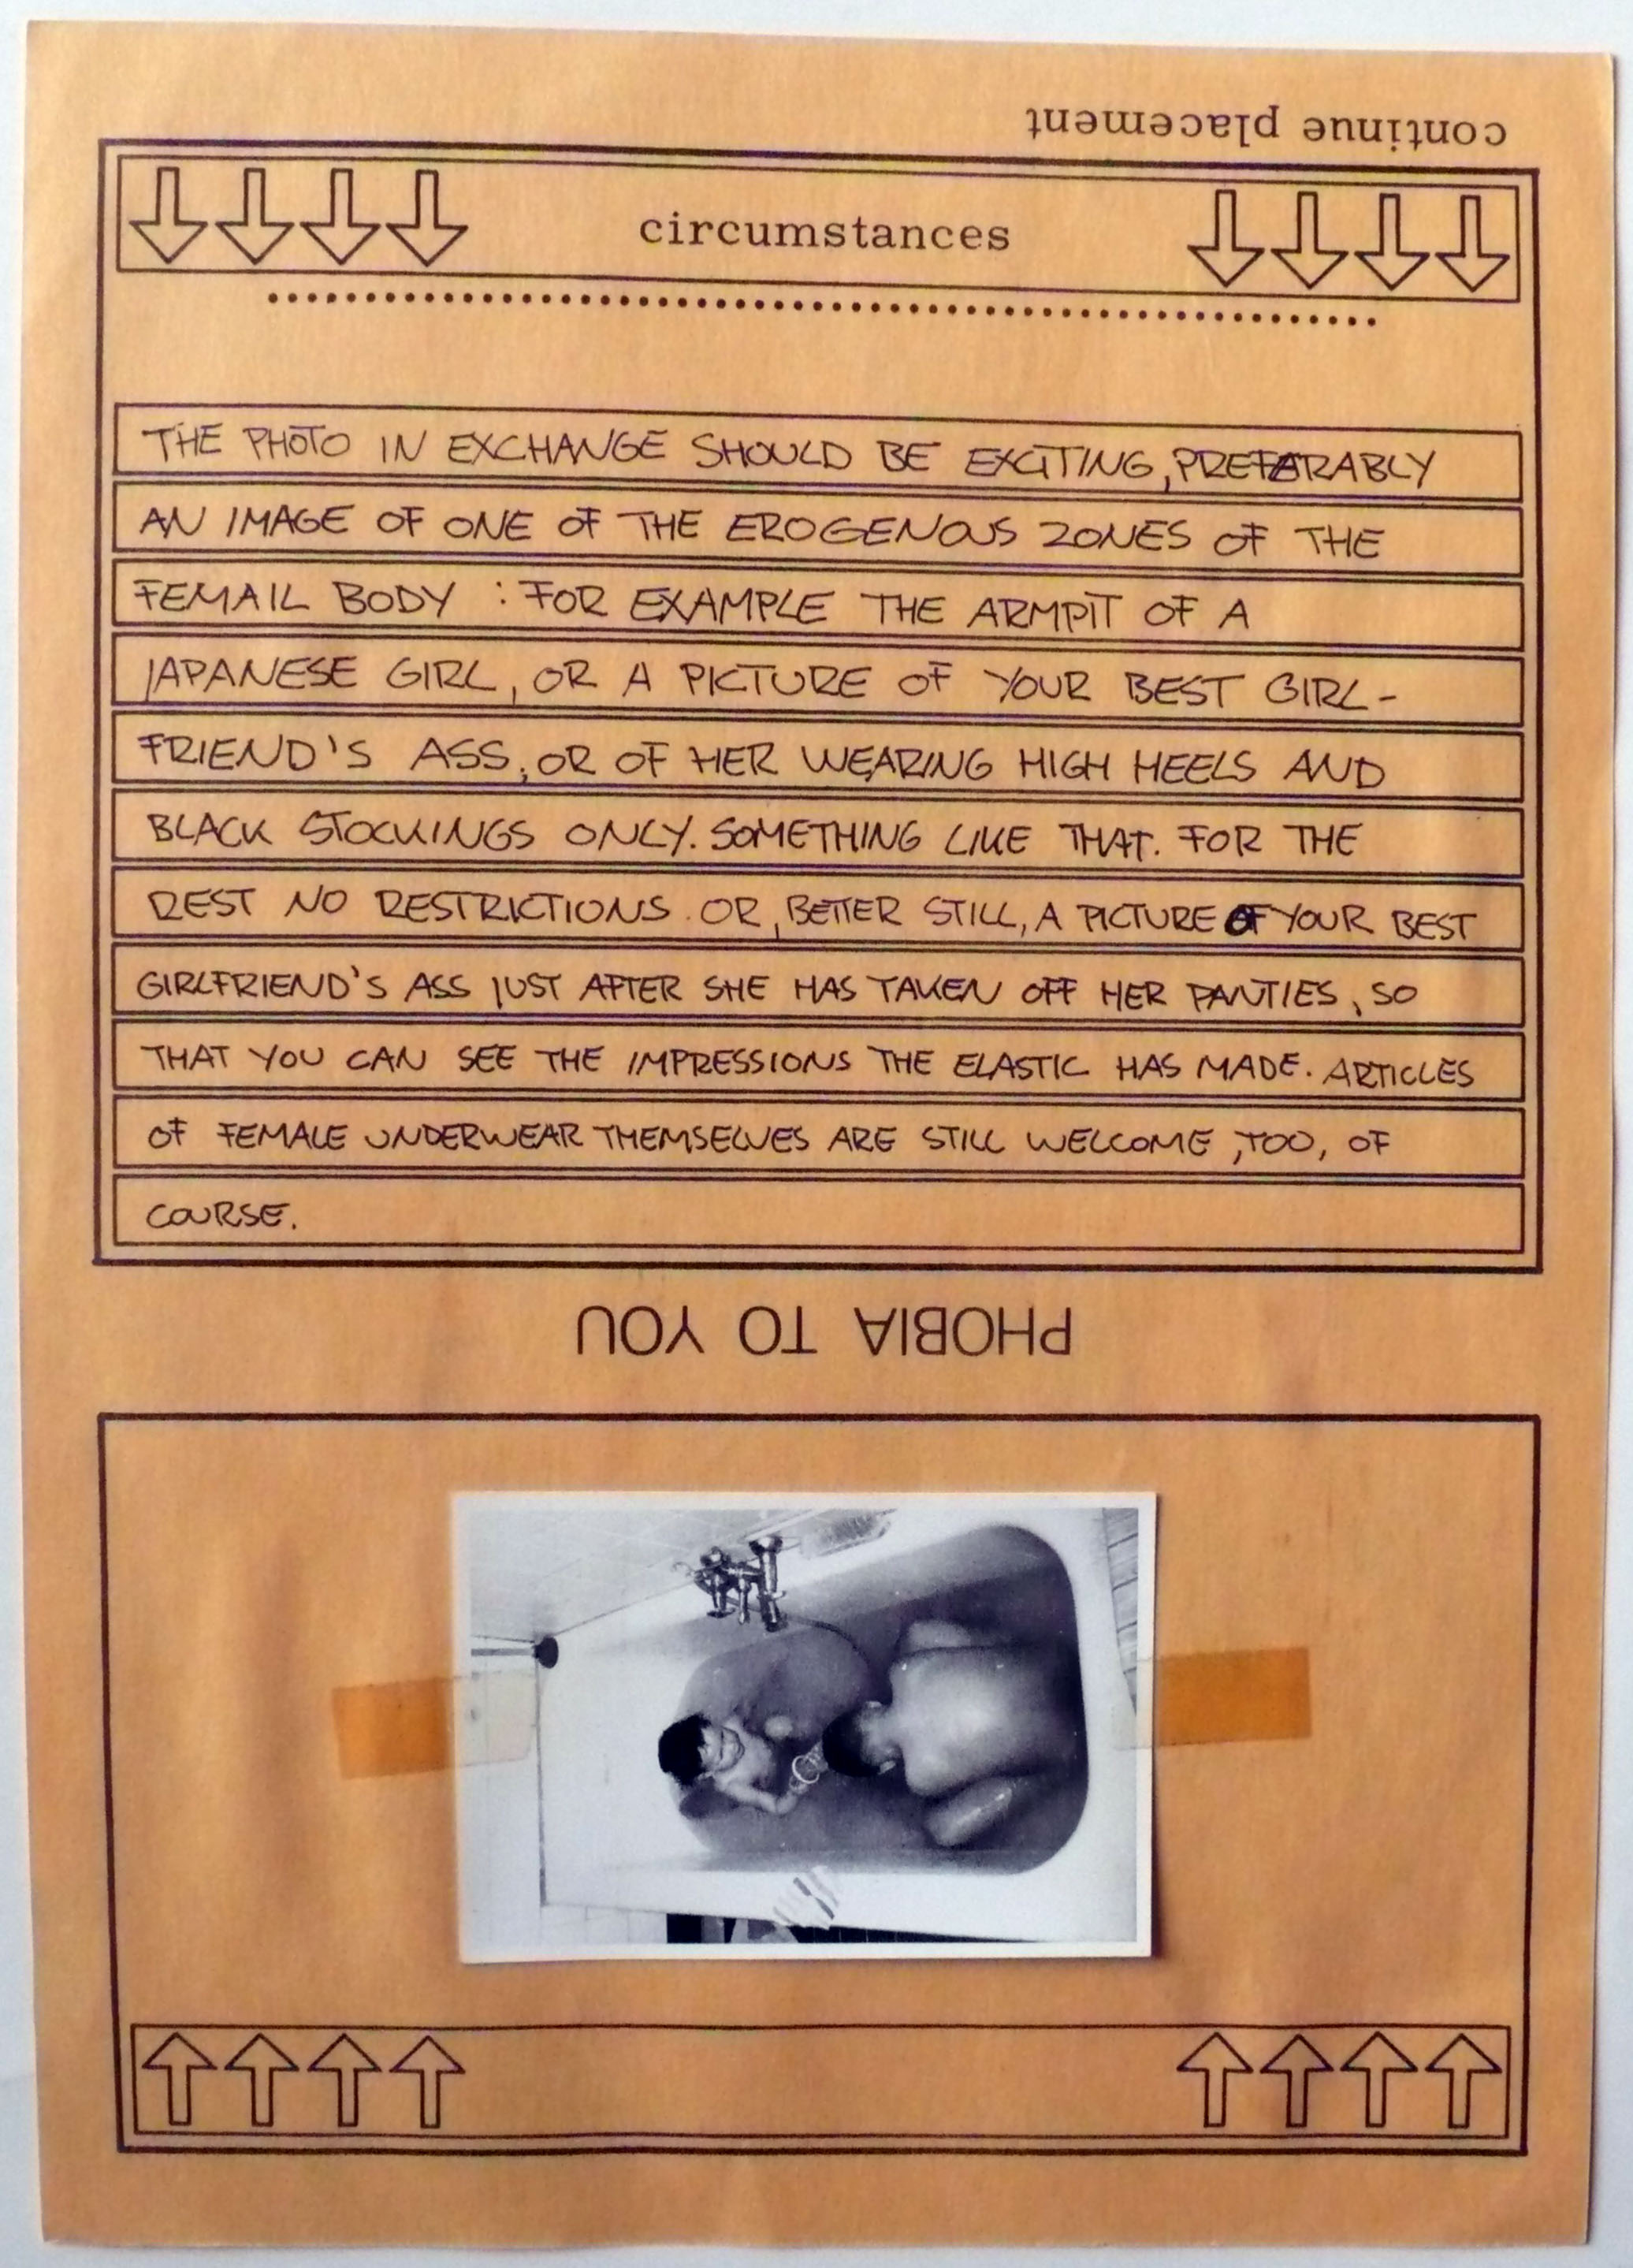 continue placement
circumstances
THE PHOTO IN EXCHANGE SHOULD BE EXCITING, PREFARABLY
AN IMAGE OF ONE OF THE EROGENOUS ZONES OF THE
FEMAIL BODY : FOR EXAMPLE THE ARMPIT OF A
JAPANESE GIRL, OR A PICTURE OF YOUR BEST GIRL-
FRIEND'S ASS, OR OF HER WEARING HIGH HEELS AND
BLACK STOCKINGS ONLY. SOMETHING LIKE THAT. FOR THE
REST NO RESTRICTIONS. OR, BETTER STILL, A PICTURE OF YOUR BEST
GIRLFRIEND'S ASS JUST AFTER SHE HAS TAKEN OFF HER PANTIES, SO
THAT YOU CAN SEE THE IMPRESSIONS THE ELASTIC HAS MADE. ARTICLES
OF FEMALE UNDERWEAR THEMSELVES ARE STILL WELCOME, TOO, OF
COURSE.
PHOBIA TO YOU